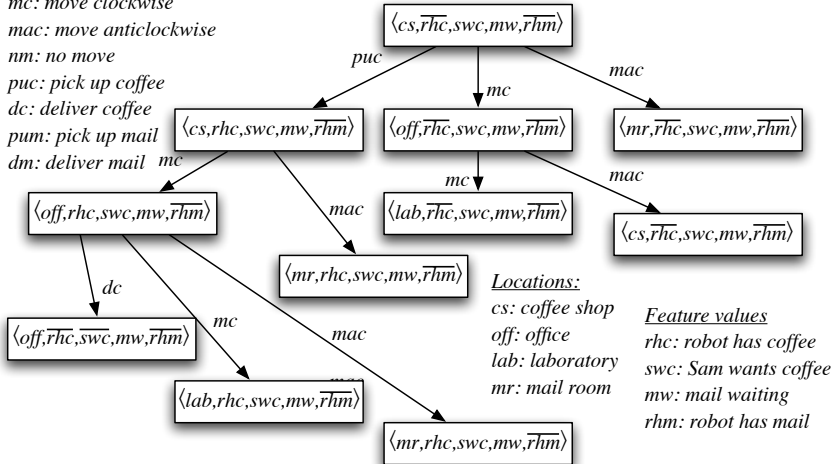 mc: move clockwise
mac: move anticlockwise
nm: no move
puc: pick up coffee
dc: deliver coffee
pum: pick up mail
dm: deliver mail
⟨cs,r̅h̅c̅,swc,mw,r̅h̅m̅⟩
puc
mc
mac
⟨cs,rhc,swc,mw,r̅h̅m̅⟩
⟨off,r̅h̅c̅,swc,mw,r̅h̅m̅⟩
⟨mr,r̅h̅c̅,swc,mw,r̅h̅m̅⟩
mc
mac
mc
mac
⟨off,rhc,swc,mw,r̅h̅m̅⟩
⟨lab,r̅h̅c̅,swc,mw,r̅h̅m̅⟩
⟨cs,r̅h̅c̅,swc,mw,r̅h̅m̅⟩
⟨mr,rhc,swc,mw,r̅h̅m̅⟩
dc
mc
mac
⟨off,r̅h̅c̅,s̅w̅c̅,mw,r̅h̅m̅⟩
⟨lab,rhc,swc,mw,r̅h̅m̅⟩
⟨mr,rhc,swc,mw,r̅h̅m̅⟩
Locations:
cs: coffee shop
off: office
lab: laboratory
mr: mail room
Feature values
rhc: robot has coffee
swc: Sam wants coffee
mw: mail waiting
rhm: robot has mail